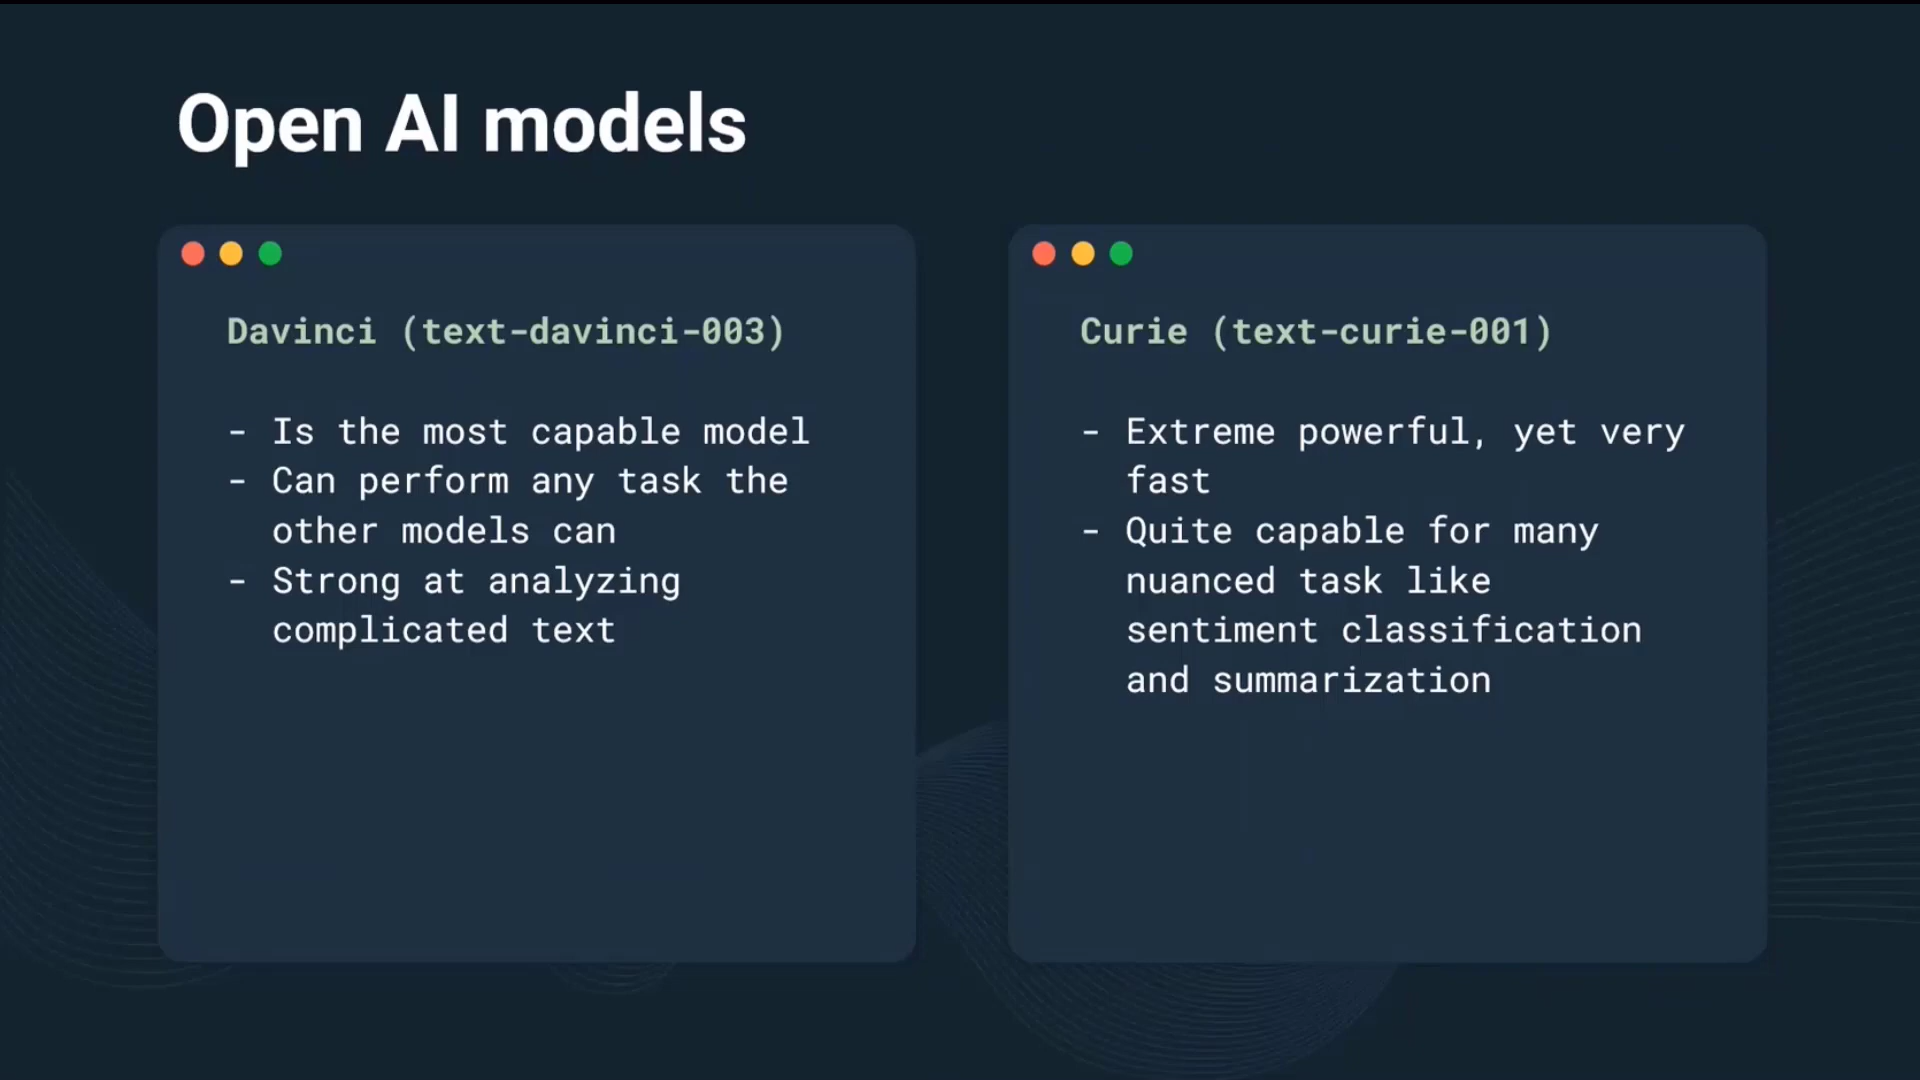 Open AI models
Davinci (text-davinci-003)
- Is the most capable model
- Can perform any task the
other models can
- Strong at analyzing
complicated text
Curie (text-curie-001)
- Extreme powerful, yet very
fast
- Quite capable for many
nuanced task like
sentiment classification
and summarization